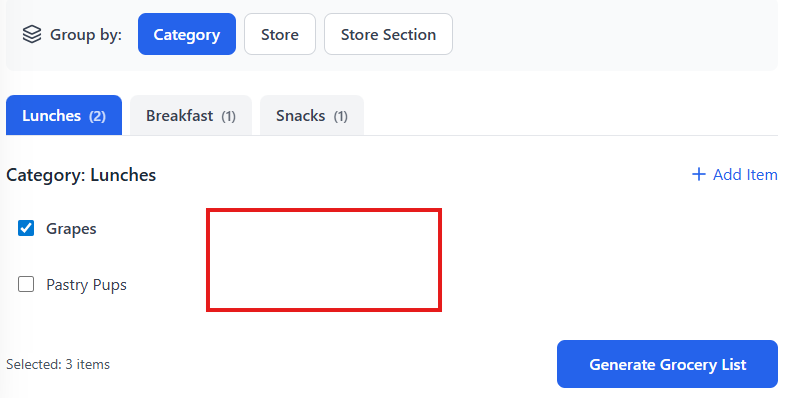 Group by: Category Store Store Section
Lunches (2) Breakfast (1) Snacks (1)
Category: Lunches + Add Item
Grapes
Pastry Pups
Selected: 3 items Generate Grocery List